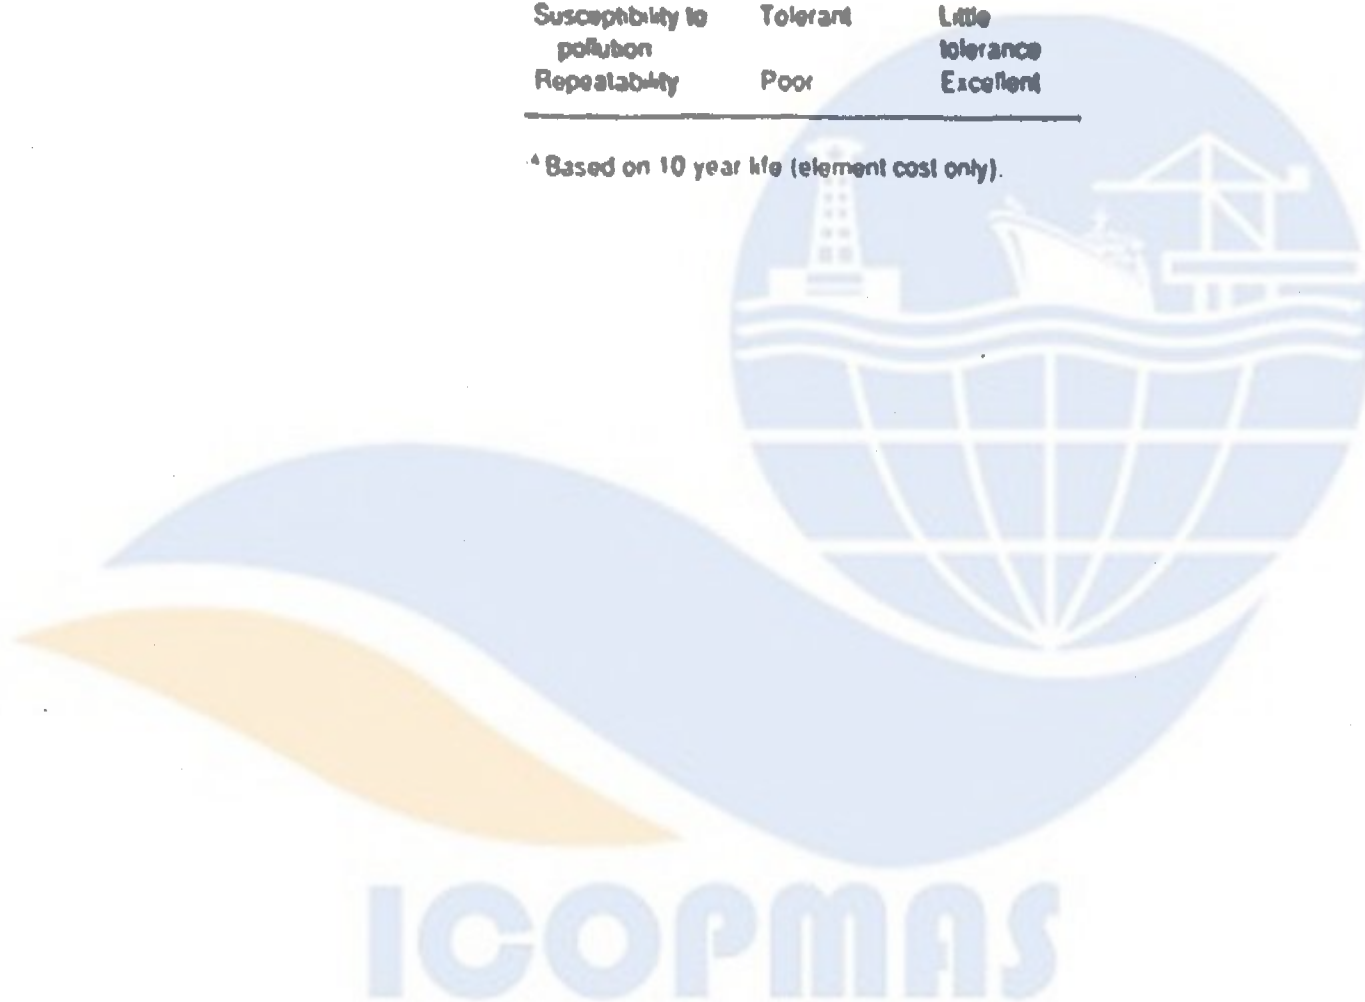 Susceptibility to Tolerant Little
pollution tolerance
Repeatability Poor Excellent
A Based on 10 year life (element cost only).
ICOPMAS